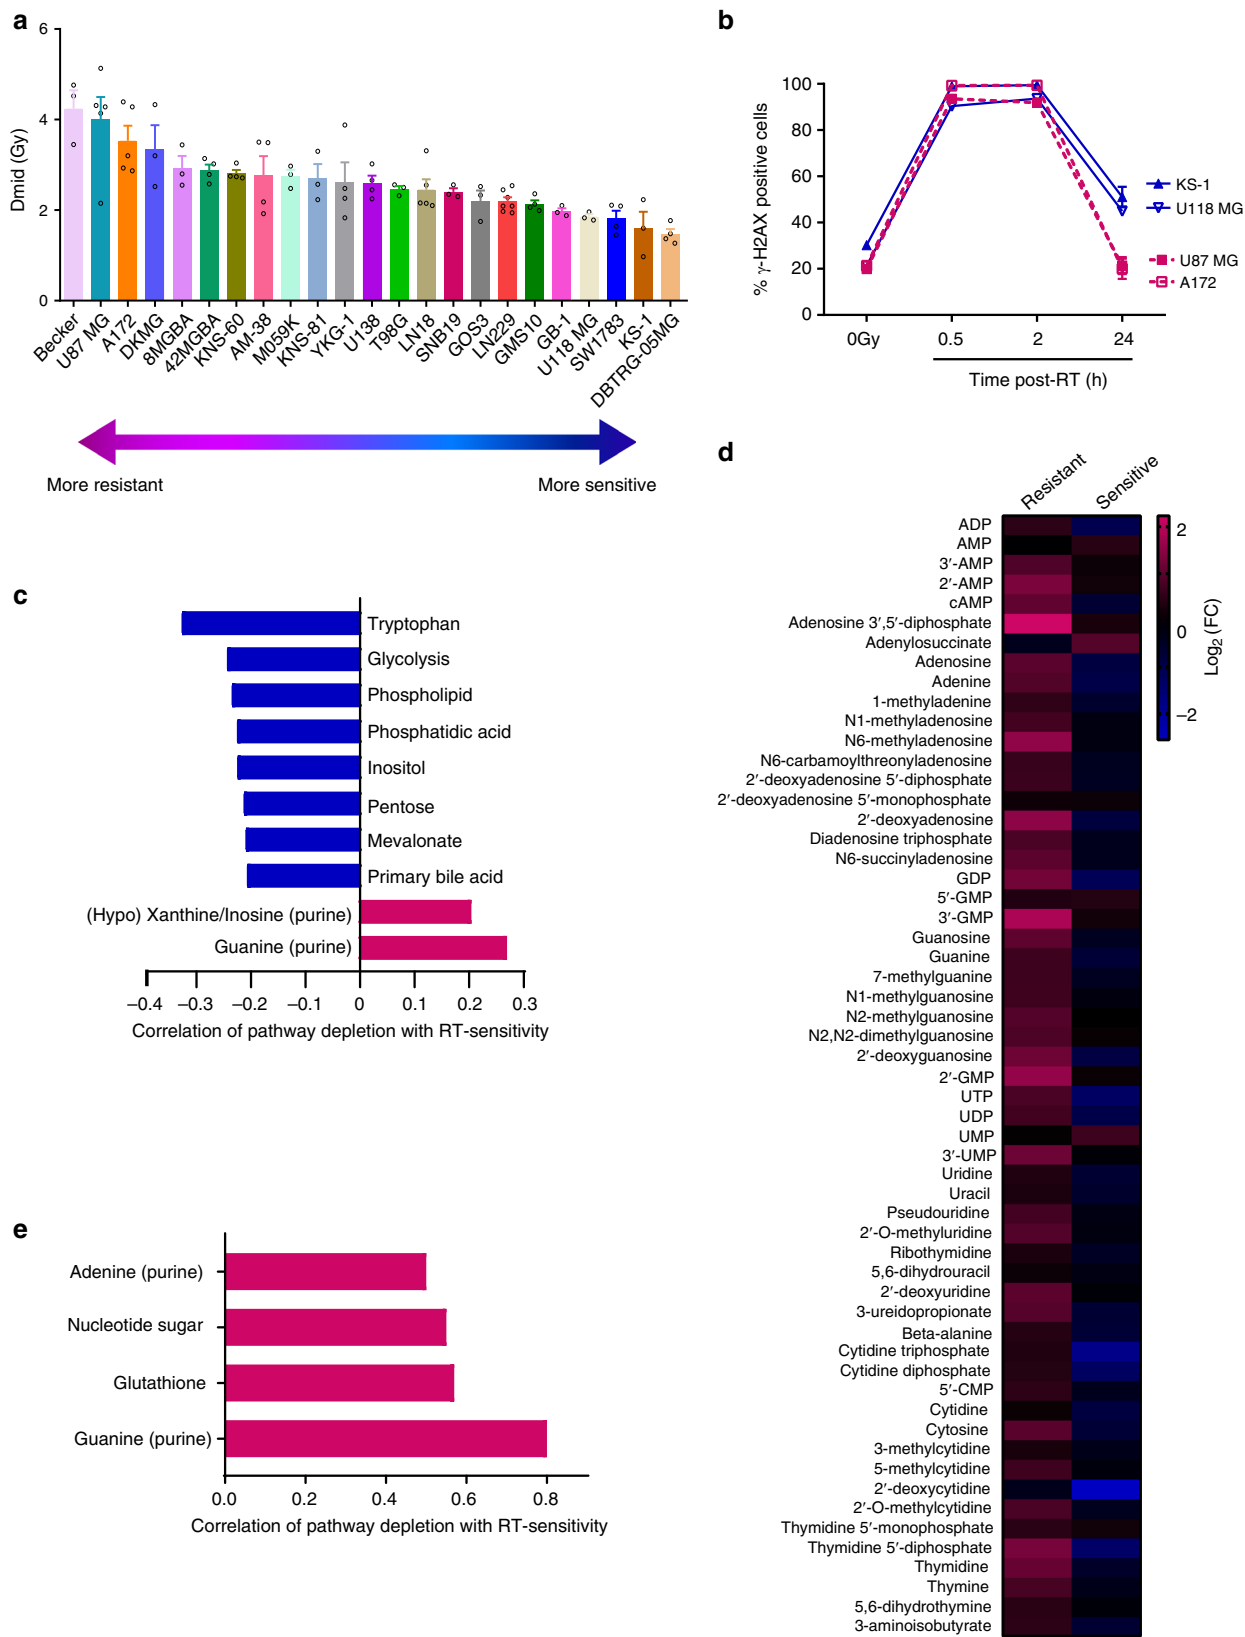 a
6
4
2
0
Dmid (Gy)
Becker
U87 MG
A172
DKMG
8MGBA
42MGBA
KNS-60
AM-38
M059K
KNS-81
YKG-1
U138
T98G
LN18
SNB19
GOS3
LN229
GMS10
GB-1
U118 MG
SW1783
KS-1
DBTRG-05MG
More resistant
More sensitive
b
100
80
60
40
20
0
% γ-H2AX positive cells
0Gy
0.5
2
24
Time post-RT (h)
KS-1
U118 MG
U87 MG
A172
c
Tryptophan
Glycolysis
Phospholipid
Phosphatidic acid
Inositol
Pentose
Mevalonate
Primary bile acid
(Hypo) Xanthine/Inosine (purine)
Guanine (purine)
−0.4
−0.3
−0.2
−0.1
0
0.1
0.2
0.3
Correlation of pathway depletion with RT-sensitivity
d
Resistant
Sensitive
ADP
AMP
3′-AMP
2′-AMP
cAMP
Adenosine 3′,5′-diphosphate
Adenylosuccinate
Adenosine
Adenine
1-methyladenine
N1-methyladenosine
N6-methyladenosine
N6-carbamoylthreonyladenosine
2′-deoxyadenosine 5′-diphosphate
2′-deoxyadenosine 5′-monophosphate
2′-deoxyadenosine
Diadenosine triphosphate
N6-succinyladenosine
GDP
5′-GMP
3′-GMP
Guanosine
Guanine
7-methylguanine
N1-methylguanosine
N2-methylguanosine
N2,N2-dimethylguanosine
2′-deoxyguanosine
2′-GMP
UTP
UDP
UMP
3′-UMP
Uridine
Uracil
Pseudouridine
2′-O-methyluridine
Ribothymidine
5,6-dihydrouracil
2′-deoxyuridine
3-ureidopropionate
Beta-alanine
Cytidine triphosphate
Cytidine diphosphate
5′-CMP
Cytidine
Cytosine
3-methylcytidine
5-methylcytidine
2′-deoxycytidine
2′-O-methylcytidine
Thymidine 5′-monophosphate
Thymidine 5′-diphosphate
Thymidine
Thymine
5,6-dihydrothymine
3-aminoisobutyrate
2
0
−2
Log2 (FC)
e
Adenine (purine)
Nucleotide sugar
Glutathione
Guanine (purine)
0.0
0.2
0.4
0.6
0.8
Correlation of pathway depletion with RT-sensitivity